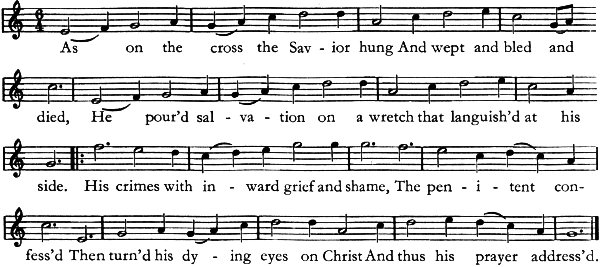 6
4
As on the cross the Sav - ior hung And wept and bled and
died, He pour'd sal - va - tion on a wretch that languish'd at his
side. His crimes with in - ward grief and shame, The pen - i - tent con-
fess'd Then turn'd his dy - ing eyes on Christ And thus his prayer address'd.